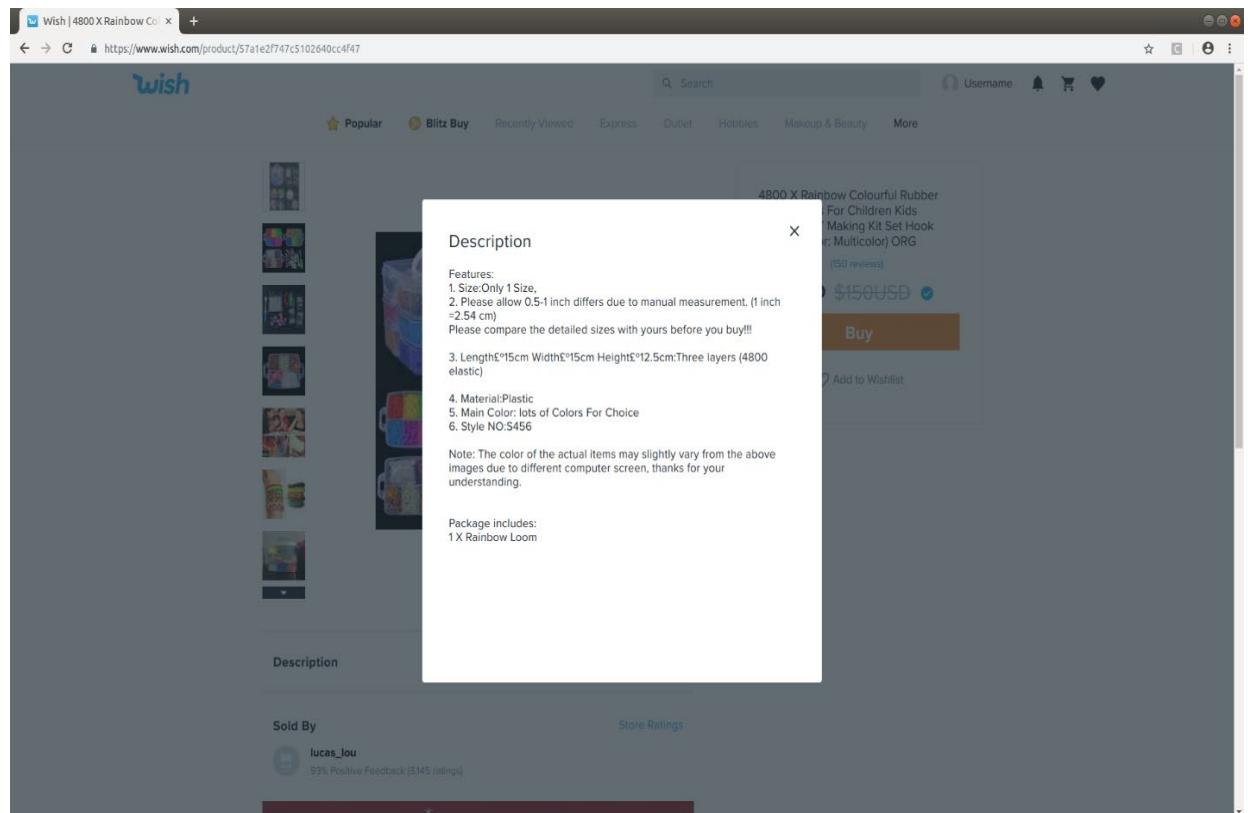 Wish | 4800 X Rainbow Col
https://www.wish.com/product/57a1e2f747c5102640cc4f47
wish
Search
Username
Popular
Blitz Buy
Recently Viewed
Express
Outlet
Hobbies
Makeup & Beauty
More
4800 X Rainbow Colourful Rubber
For Children Kids
Making Kit Set Hook
Multicolor) ORG
(150 reviews)
$150USD
Buy
Add to Wishlist
Description
Features:
1. Size:Only 1 Size,
2. Please allow 0.5-1 inch differs due to manual measurement. (1 inch
=2.54 cm)
Please compare the detailed sizes with yours before you buy!!!
3. Length£º15cm Width£º15cm Height£º12.5cm:Three layers (4800
elastic)
4. Material:Plastic
5. Main Color: lots of Colors For Choice
6. Style NO:S456
Note: The color of the actual items may slightly vary from the above
images due to different computer screen, thanks for your
understanding.
Package includes:
1 X Rainbow Loom
Description
Sold By
Store Ratings
lucas_lou
93% Positive Feedback (3,145 ratings)